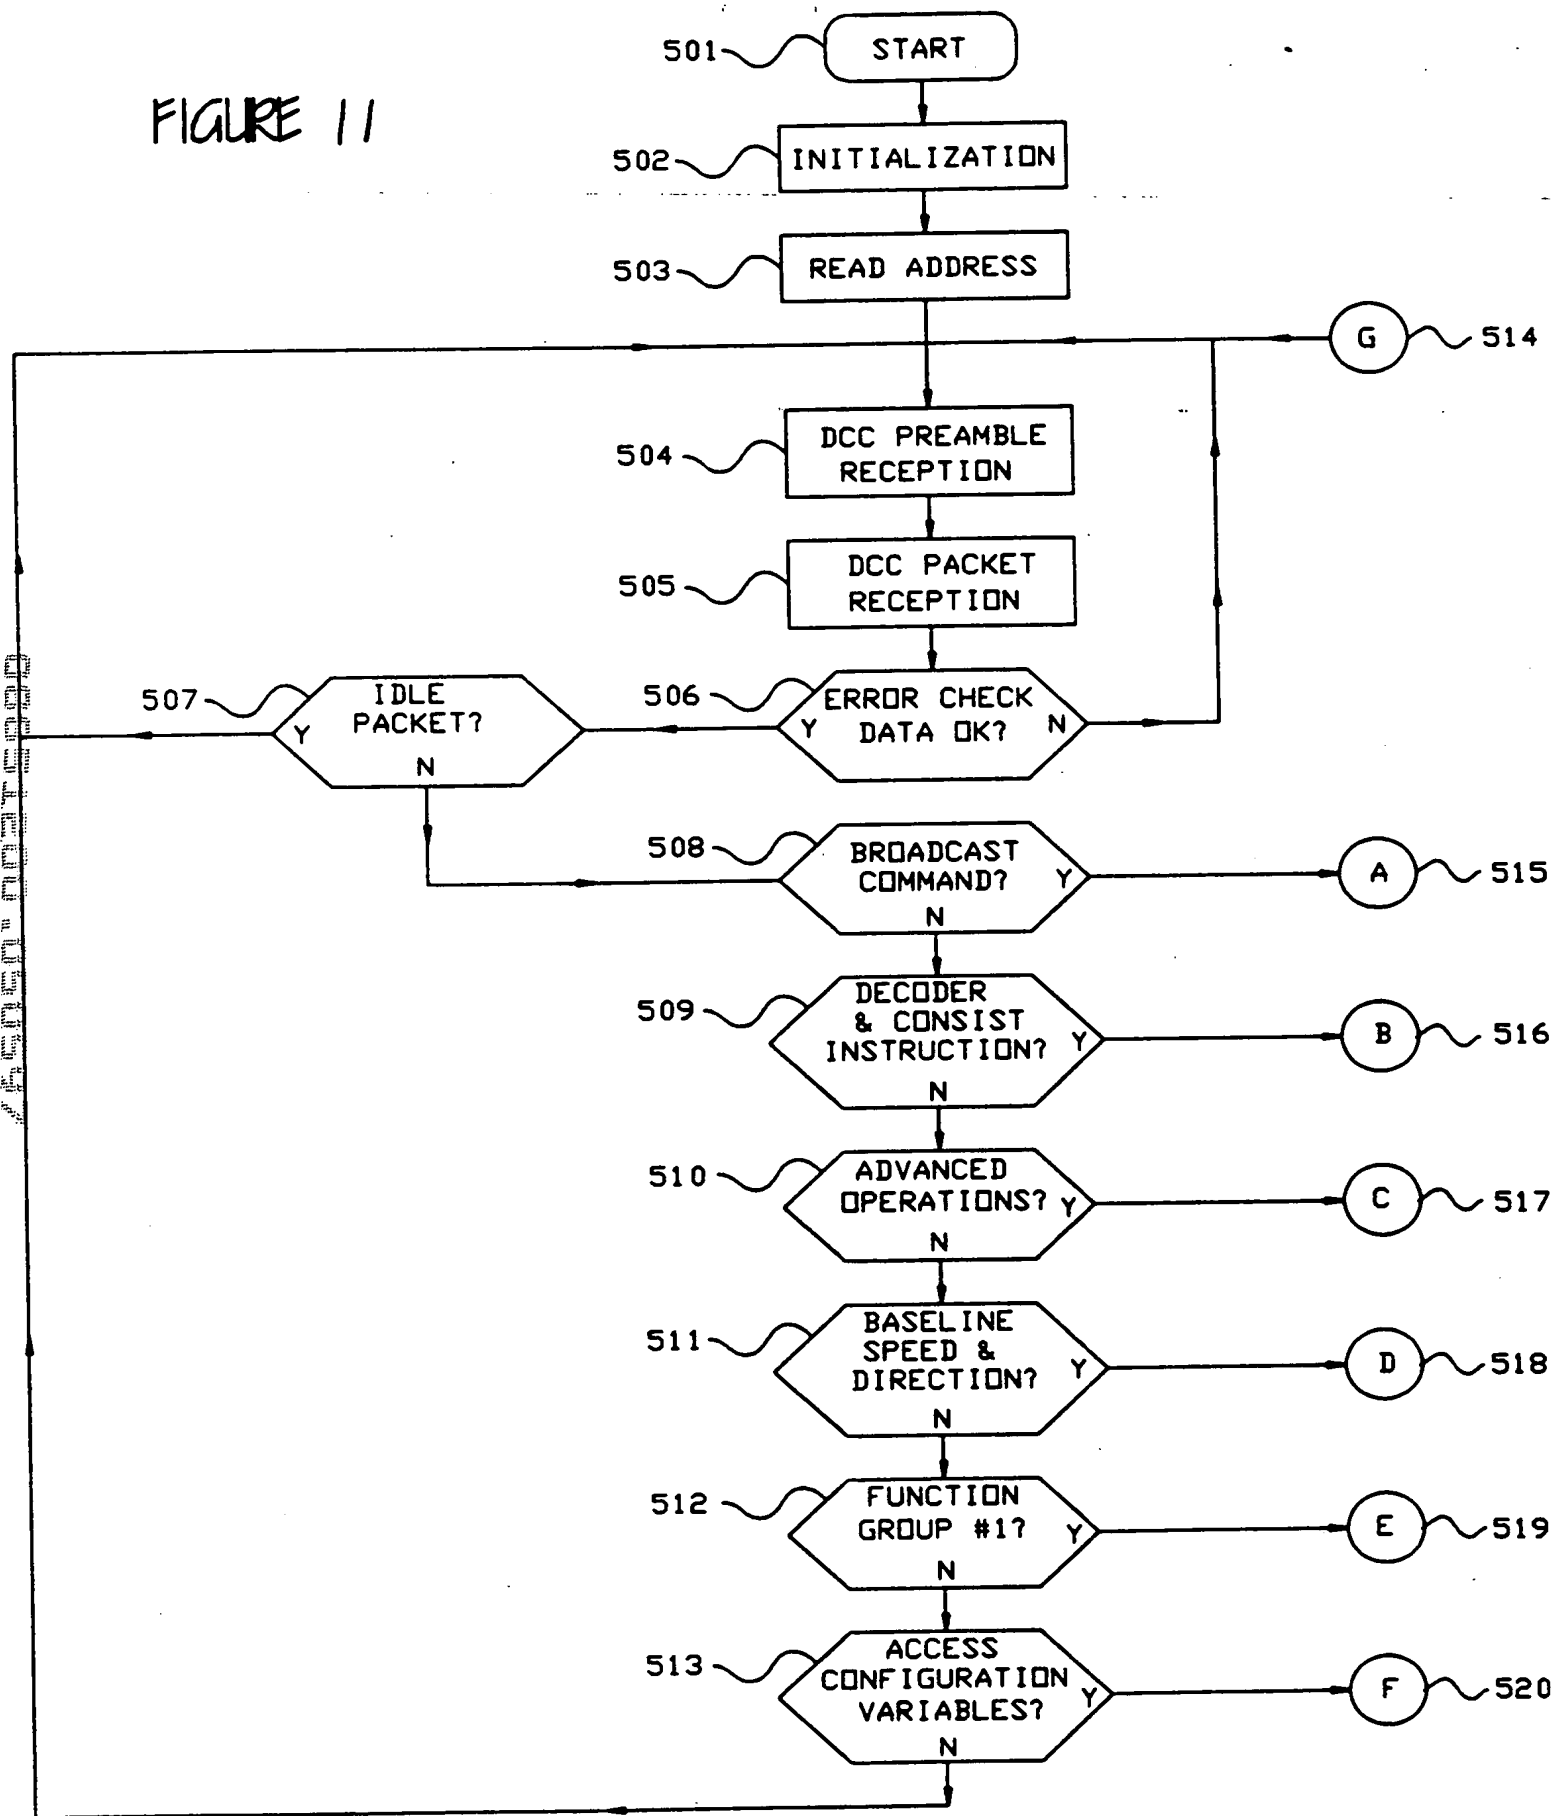 501 START
FIGURE 11
502 INITIALIZATION
503 READ ADDRESS
G 514
504 DCC PREAMBLE
RECEPTION
505 DCC PACKET
RECEPTION
507 IDLE
PACKET?
Y
N
506 ERROR CHECK
Y DATA OK? N
508 BROADCAST
COMMAND? Y
N
A 515
509 DECODER
& CONSIST
INSTRUCTION? Y
N
B 516
510 ADVANCED
OPERATIONS? Y
N
C 517
511 BASELINE
SPEED &
DIRECTION? Y
N
D 518
512 FUNCTION
GROUP #1? Y
N
E 519
513 ACCESS
CONFIGURATION
VARIABLES? Y
N
F 520